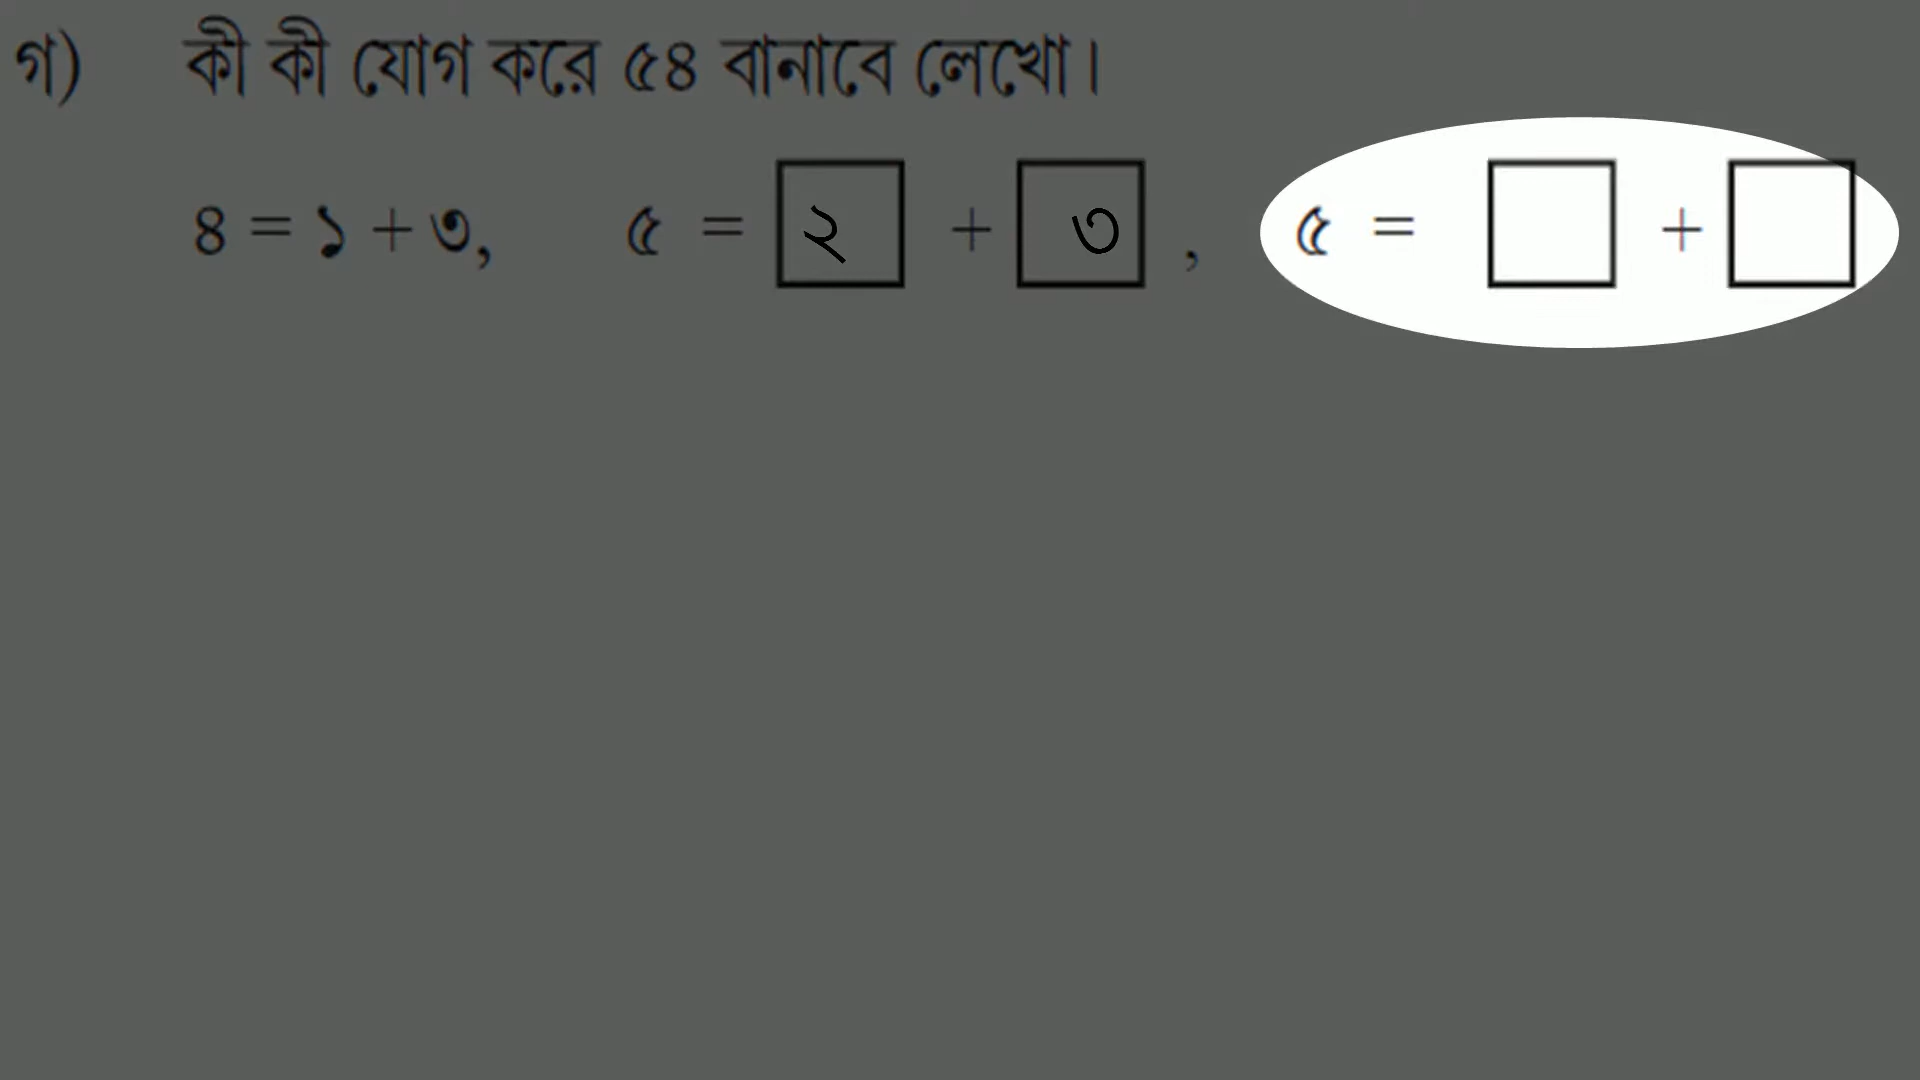 গ) কী কী যোগ করে ৫৪ বানাবে লেখো।
৪ = ১ + ৩, ৫ = ২ + ৩ , ৫ = +